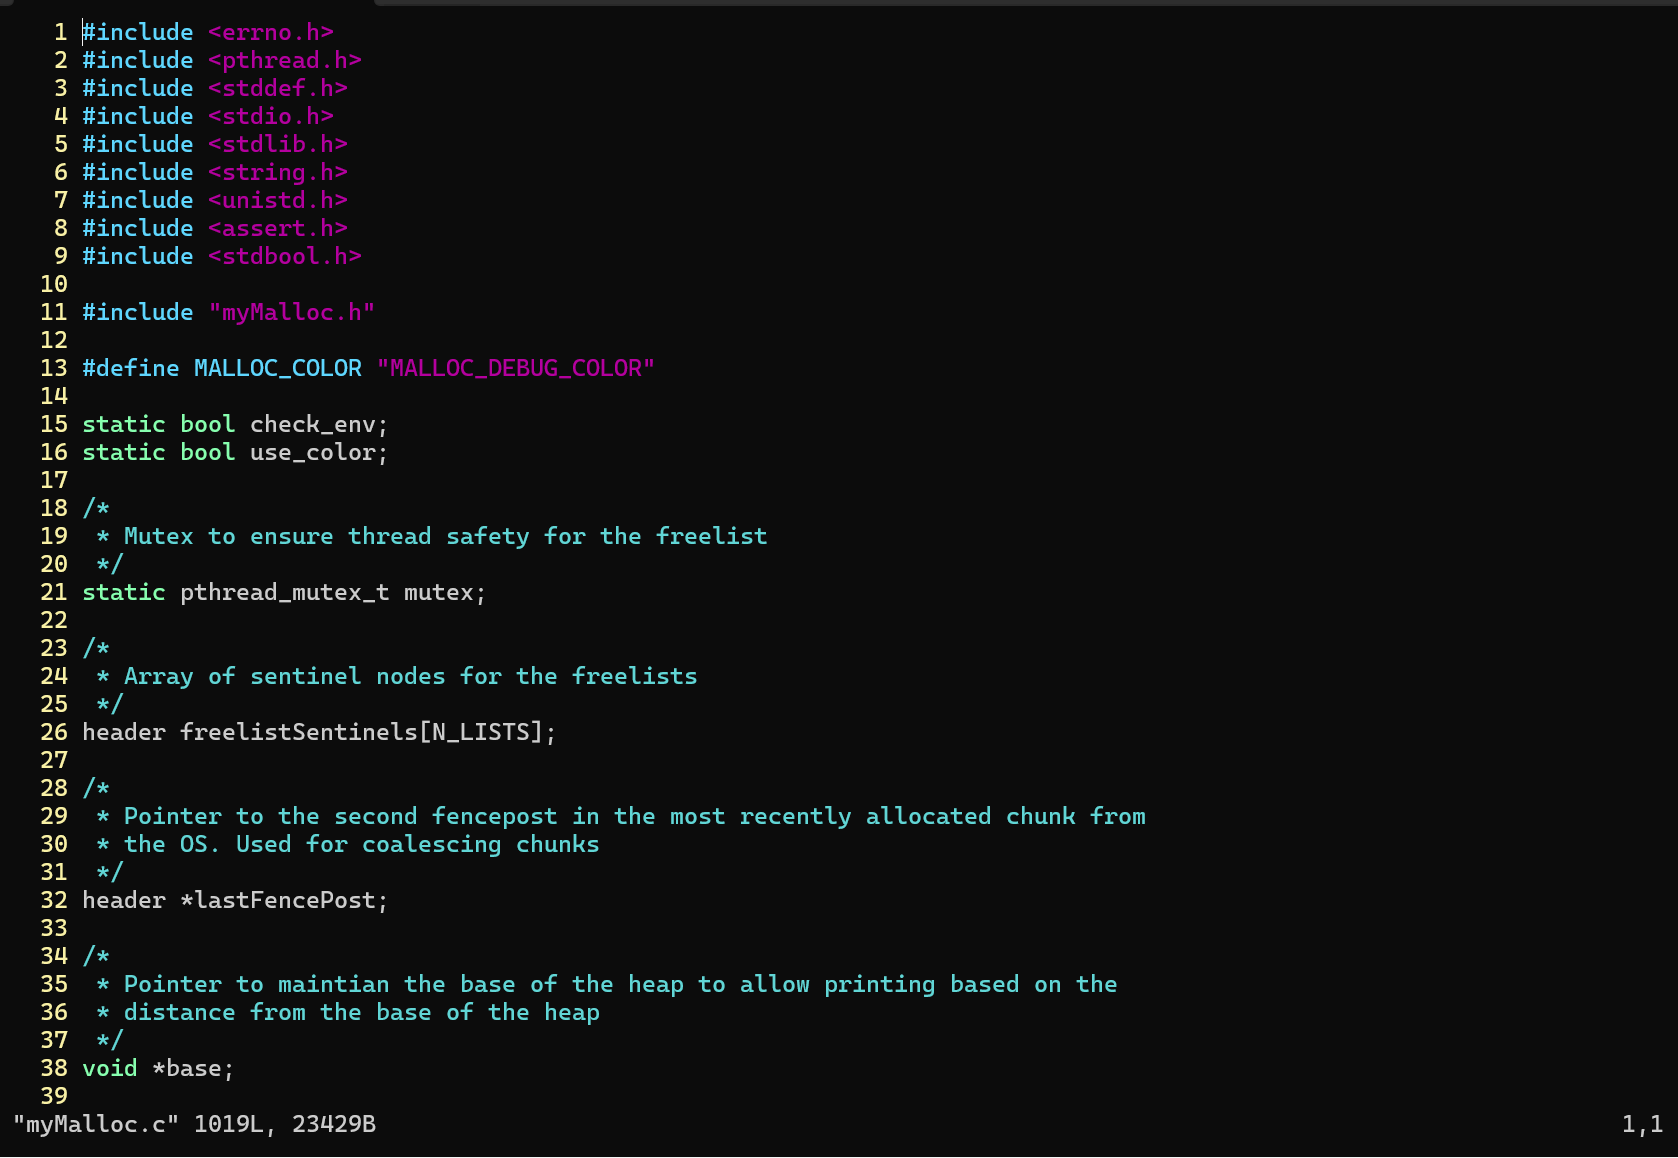 1 #include <errno.h>
2 #include <pthread.h>
3 #include <stddef.h>
4 #include <stdio.h>
5 #include <stdlib.h>
6 #include <string.h>
7 #include <unistd.h>
8 #include <assert.h>
9 #include <stdbool.h>
10
11 #include "myMalloc.h"
12
13 #define MALLOC_COLOR "MALLOC_DEBUG_COLOR"
14
15 static bool check_env;
16 static bool use_color;
17
18 /*
19  * Mutex to ensure thread safety for the freelist
20  */
21 static pthread_mutex_t mutex;
22
23 /*
24  * Array of sentinel nodes for the freelists
25  */
26 header freelistSentinels[N_LISTS];
27
28 /*
29  * Pointer to the second fencepost in the most recently allocated chunk from
30  * the OS. Used for coalescing chunks
31  */
32 header *lastFencePost;
33
34 /*
35  * Pointer to maintian the base of the heap to allow printing based on the
36  * distance from the base of the heap
37  */
38 void *base;
39
"myMalloc.c" 1019L, 23429B 1,1